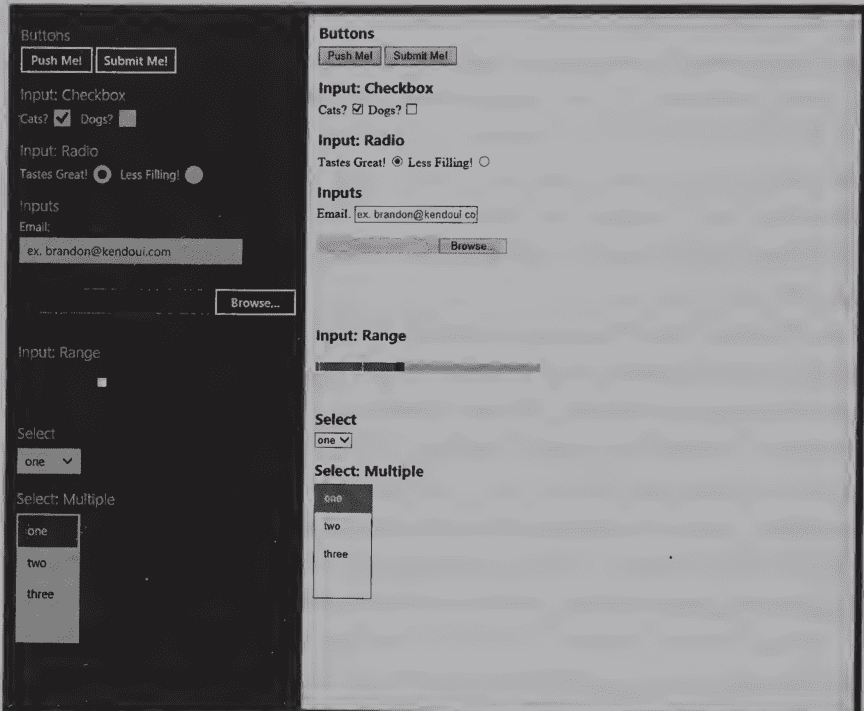 Buttons
Push Me! Submit Me!
Input: Checkbox
Cats? Dogs?
Input: Radio
Tastes Great! Less Filling!
Inputs
Email:
ex. brandon@kendoui.com
Browse...
Input: Range
Select
one
Select: Multiple
one
two
three
Buttons
Push Me! Submit Me!
Input: Checkbox
Cats? Dogs?
Input: Radio
Tastes Great! Less Filling!
Inputs
Email. ex. brandon@kendoui co
Browse...
Input: Range
Select
one
Select: Multiple
one
two
three